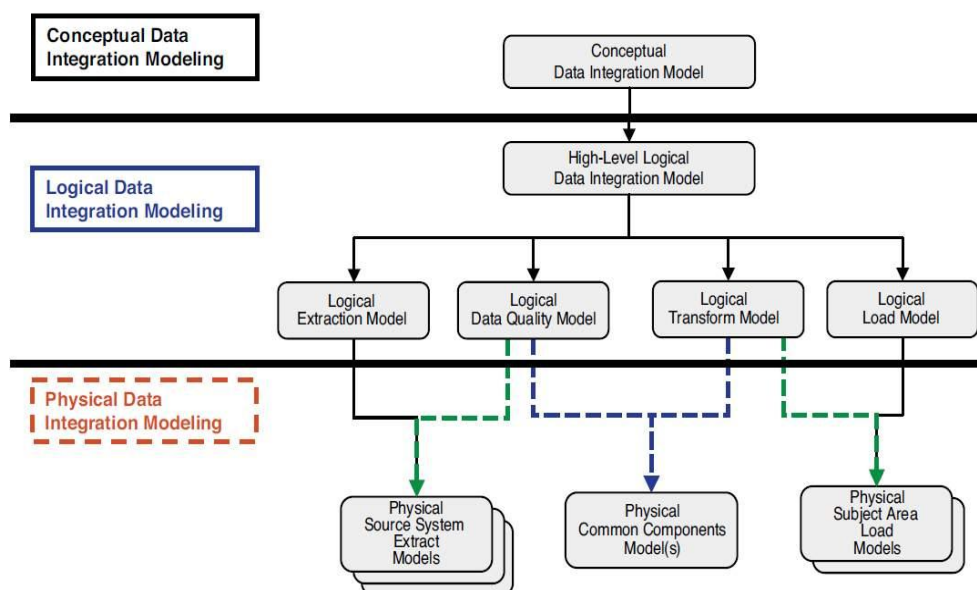 Conceptual Data
Integration Modeling
Conceptual
Data Integration Model
High-Level Logical
Data Integration Model
Logical Data
Integration Modeling
Logical
Extraction Model
Logical
Data Quality Model
Logical
Transform Model
Logical
Load Model
Physical Data
Integration Modeling
Physical
Source System
Extract
Models
Physical
Common Components
Model(s)
Physical
Subject Area
Load
Models